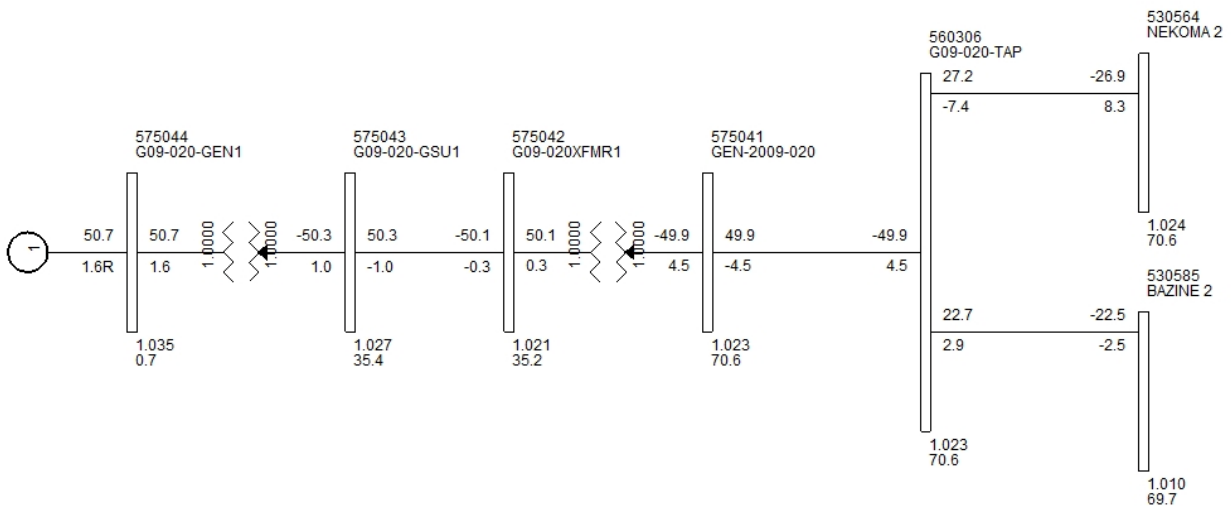 530564
NEKOMA 2
560306
G09-020-TAP
27.2 -26.9
-7.4 8.3
575044
G09-020-GEN1
575043
G09-020-GSU1
575042
G09-020XFMR1
575041
GEN-2009-020
1
50.7 50.7 1.0000 1.0000 -50.3 50.3 -50.1 50.1 1.0000 1.0000 -49.9 49.9 -49.9
1.6R 1.6 1.0 -1.0 -0.3 0.3 4.5 -4.5 4.5
1.024
70.6
530585
BAZINE 2
22.7 -22.5
2.9 -2.5
1.035
0.7
1.027
35.4
1.021
35.2
1.023
70.6
1.023
70.6
1.010
69.7